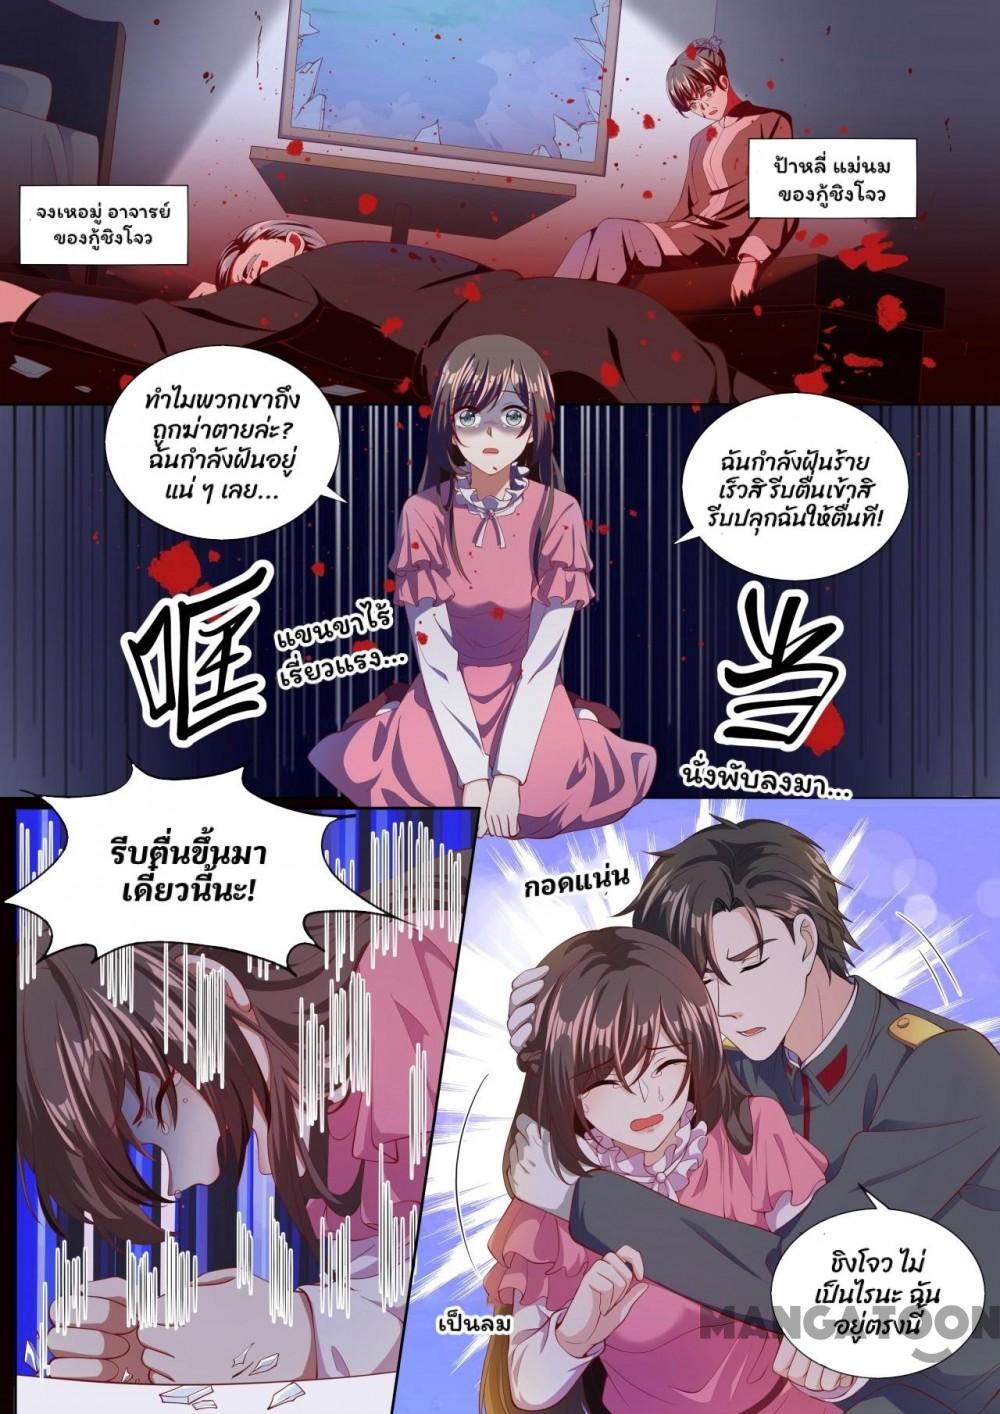 ป้าหลี่ แม่นม
ของกู้ชิงโจว
จงเหอมู่ อาจารย์
ของกู้ชิงโจว
ทำไมพวกเขาถึง
ถูกฆ่าตายล่ะ?
ฉันกำลังฝันอยู่
แน่ ๆ เลย...
ฉันกำลังฝันร้าย
เร็วสิ รีบตื่นเข้าสิ
รีบปลุกฉันให้ตื่นที!
哐
แขนขาไร้
เรี่ยวแรง...
当
นั่งพับลงมา...
รีบตื่นขึ้นมา
เดี๋ยวนี้นะ!
กอดแน่น
เป็นลม
ชิงโจว ไม่
เป็นไรนะ ฉัน
อยู่ตรงนี้
MANGATOON